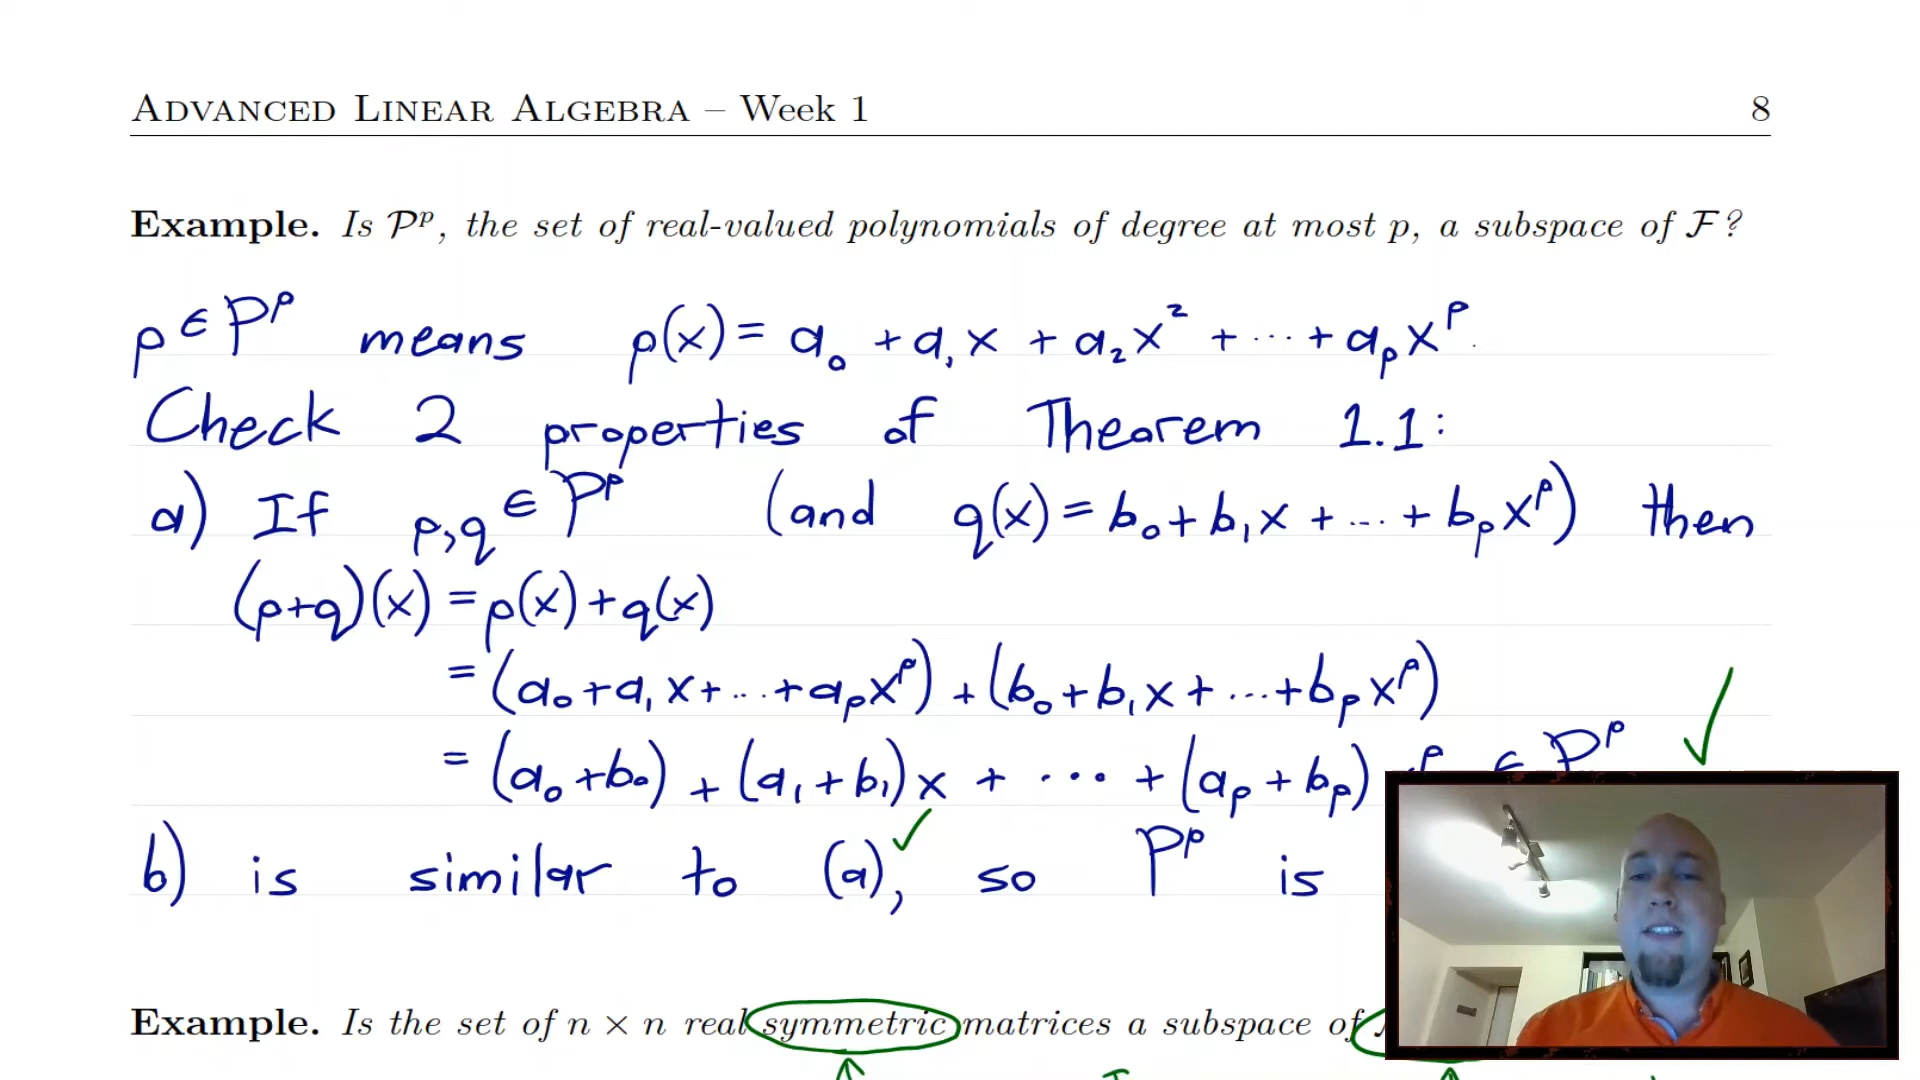 ADVANCED LINEAR ALGEBRA – Week 1 8
Example. Is 𝒫ᵖ, the set of real-valued polynomials of degree at most p, a subspace of ℱ?
p ∈ 𝒫ᵖ means p(x) = a₀ + a₁x + a₂x² + ⋯ + aₚxᵖ.
Check 2 properties of Theorem 1.1:
a) If p,q ∈ 𝒫ᵖ (and q(x) = b₀ + b₁x + ... + bₚxᵖ) then
(p+q)(x) = p(x) + q(x)
= (a₀ + a₁x + ... + aₚxᵖ) + (b₀ + b₁x + ... + bₚxᵖ)
= (a₀ + b₀) + (a₁ + b₁)x + ⋯ + (aₚ + bₚ) ᵖ ∈ 𝒫ᵖ ✓
b) is similar to (a), ✓ so 𝒫ᵖ is
Example. Is the set of n × n real symmetric matrices a subspace of